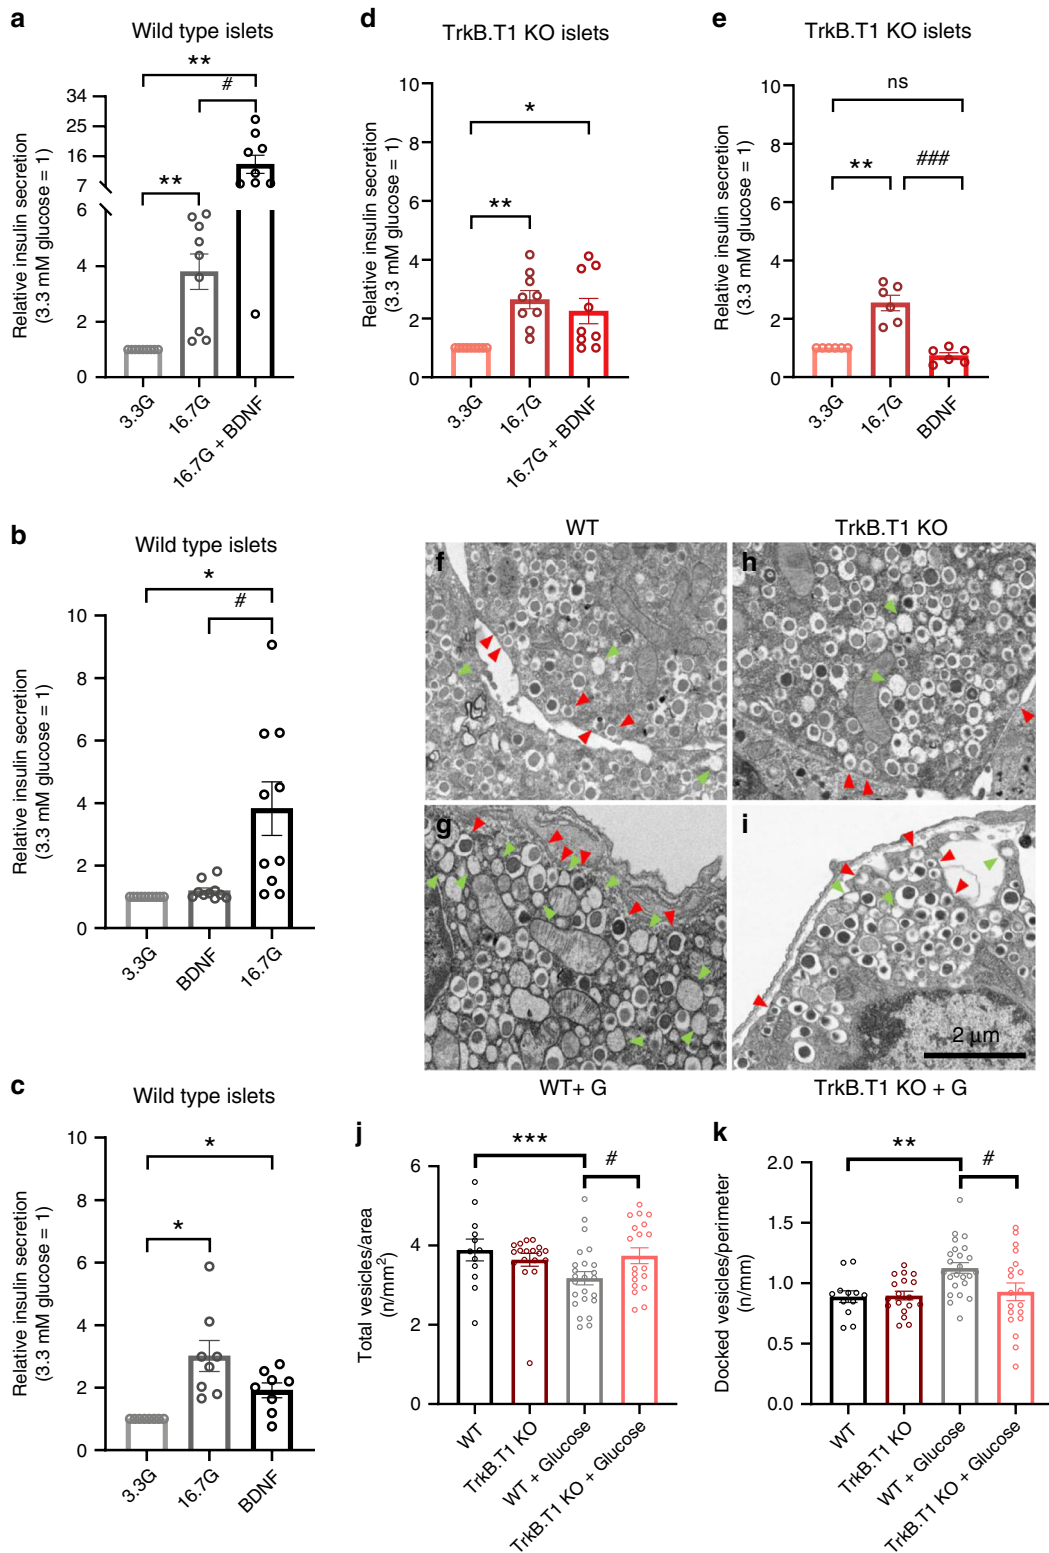 a
Wild type islets
**
#
**
34
25
16
7
6
4
2
0
Relative insulin secretion
(3.3 mM glucose = 1)
3.3G
16.7G
16.7G + BDNF
d
TrkB.T1 KO islets
*
**
10
8
6
4
2
0
Relative insulin secretion
(3.3 mM glucose = 1)
3.3G
16.7G
16.7G + BDNF
e
TrkB.T1 KO islets
ns
**
###
10
8
6
4
2
0
Relative insulin secretion
(3.3 mM glucose = 1)
3.3G
16.7G
BDNF
b
Wild type islets
*
#
10
8
6
4
2
0
Relative insulin secretion
(3.3 mM glucose = 1)
3.3G
BDNF
16.7G
WT
TrkB.T1 KO
f
h
g
i
2 μm
WT+ G
TrkB.T1 KO + G
c
Wild type islets
*
*
10
8
6
4
2
0
Relative insulin secretion
(3.3 mM glucose = 1)
3.3G
16.7G
BDNF
j
***
#
6
4
2
0
Total vesicles/area
(n/mm²)
WT
TrkB.T1 KO
WT + Glucose
TrkB.T1 KO + Glucose
k
**
#
2.0
1.5
1.0
0.5
0.0
Docked vesicles/perimeter
(n/mm)
WT
TrkB.T1 KO
WT + Glucose
TrkB.T1 KO + Glucose